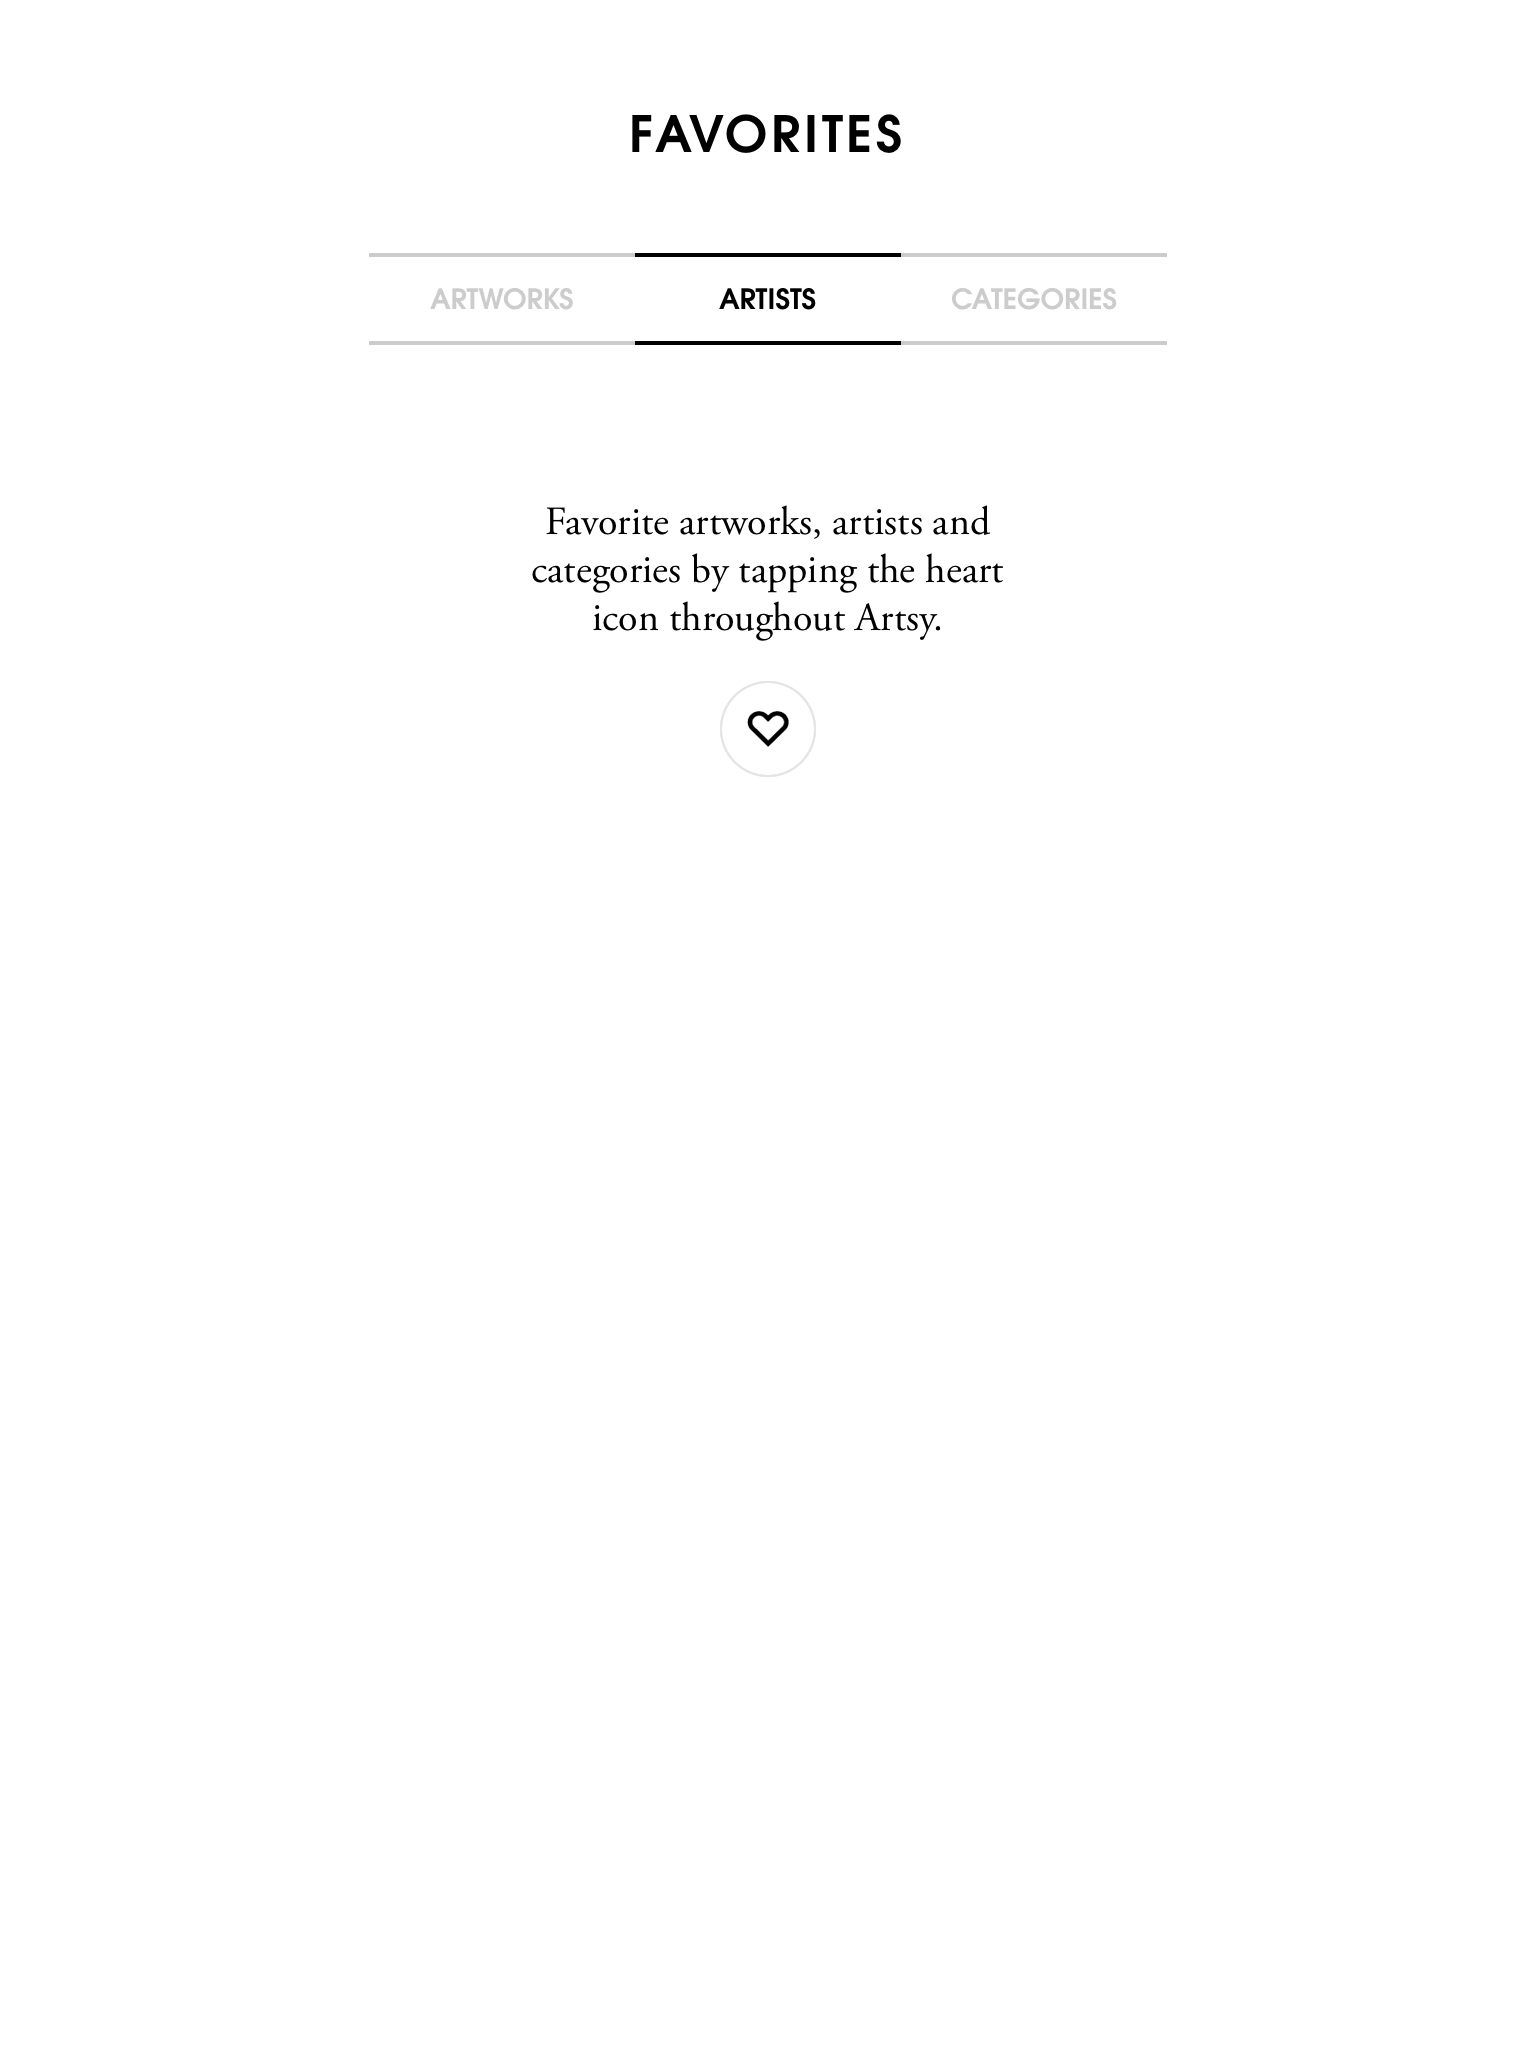 FAVORITES
ARTWORKS ARTISTS CATEGORIES
Favorite artworks, artists and
categories by tapping the heart
icon throughout Artsy.